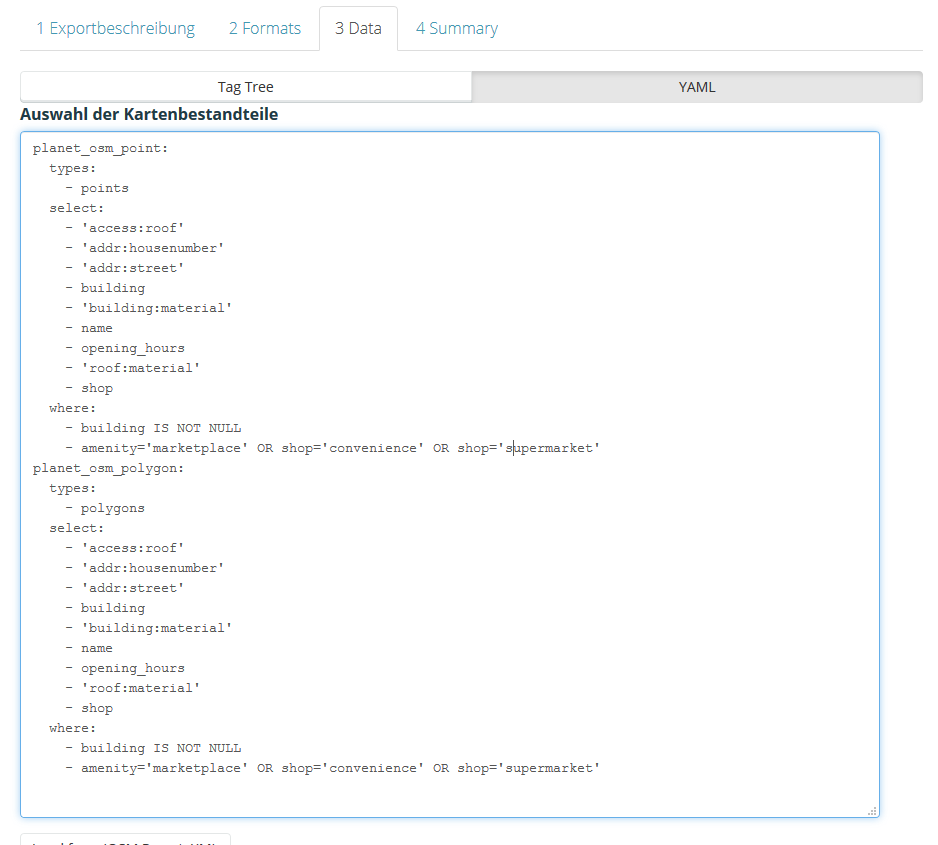 1 Exportbeschreibung 2 Formats 3 Data 4 Summary
Tag Tree YAML
Auswahl der Kartenbestandteile
planet_osm_point:
  types:
    - points
  select:
    - 'access:roof'
    - 'addr:housenumber'
    - 'addr:street'
    - building
    - 'building:material'
    - name
    - opening_hours
    - 'roof:material'
    - shop
  where:
    - building IS NOT NULL
    - amenity='marketplace' OR shop='convenience' OR shop='supermarket'
planet_osm_polygon:
  types:
    - polygons
  select:
    - 'access:roof'
    - 'addr:housenumber'
    - 'addr:street'
    - building
    - 'building:material'
    - name
    - opening_hours
    - 'roof:material'
    - shop
  where:
    - building IS NOT NULL
    - amenity='marketplace' OR shop='convenience' OR shop='supermarket'